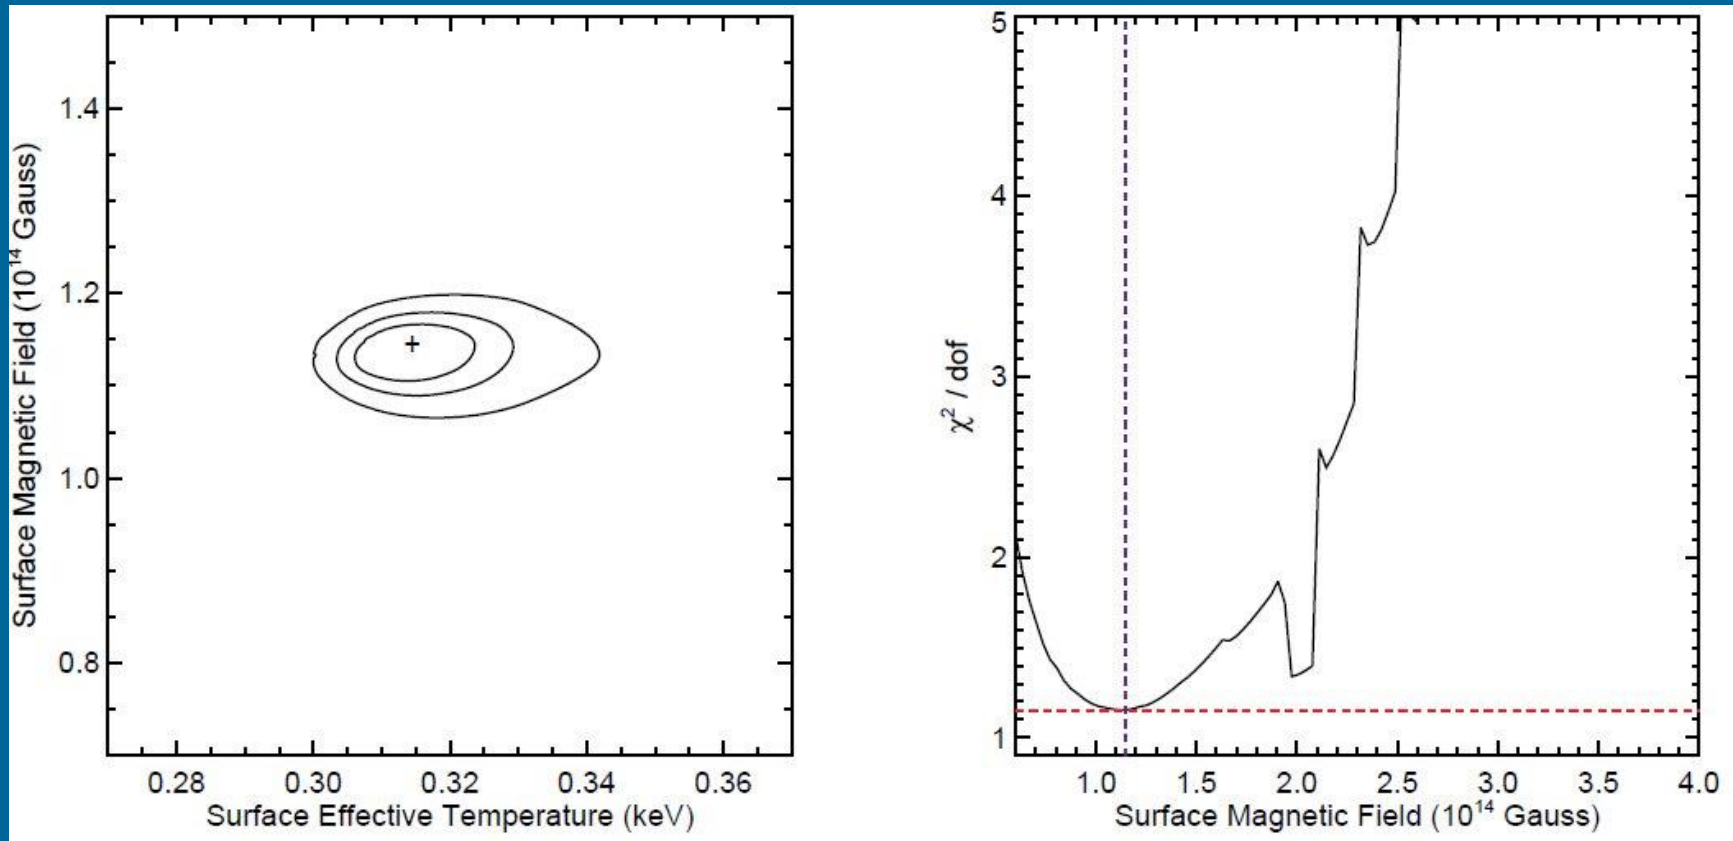 Surface Magnetic Field (10¹⁴ Gauss)
1.4
1.2
1.0
0.8
0.28 0.30 0.32 0.34 0.36
Surface Effective Temperature (keV)
χ² / dof
5
4
3
2
1
1.0 1.5 2.0 2.5 3.0 3.5 4.0
Surface Magnetic Field (10¹⁴ Gauss)